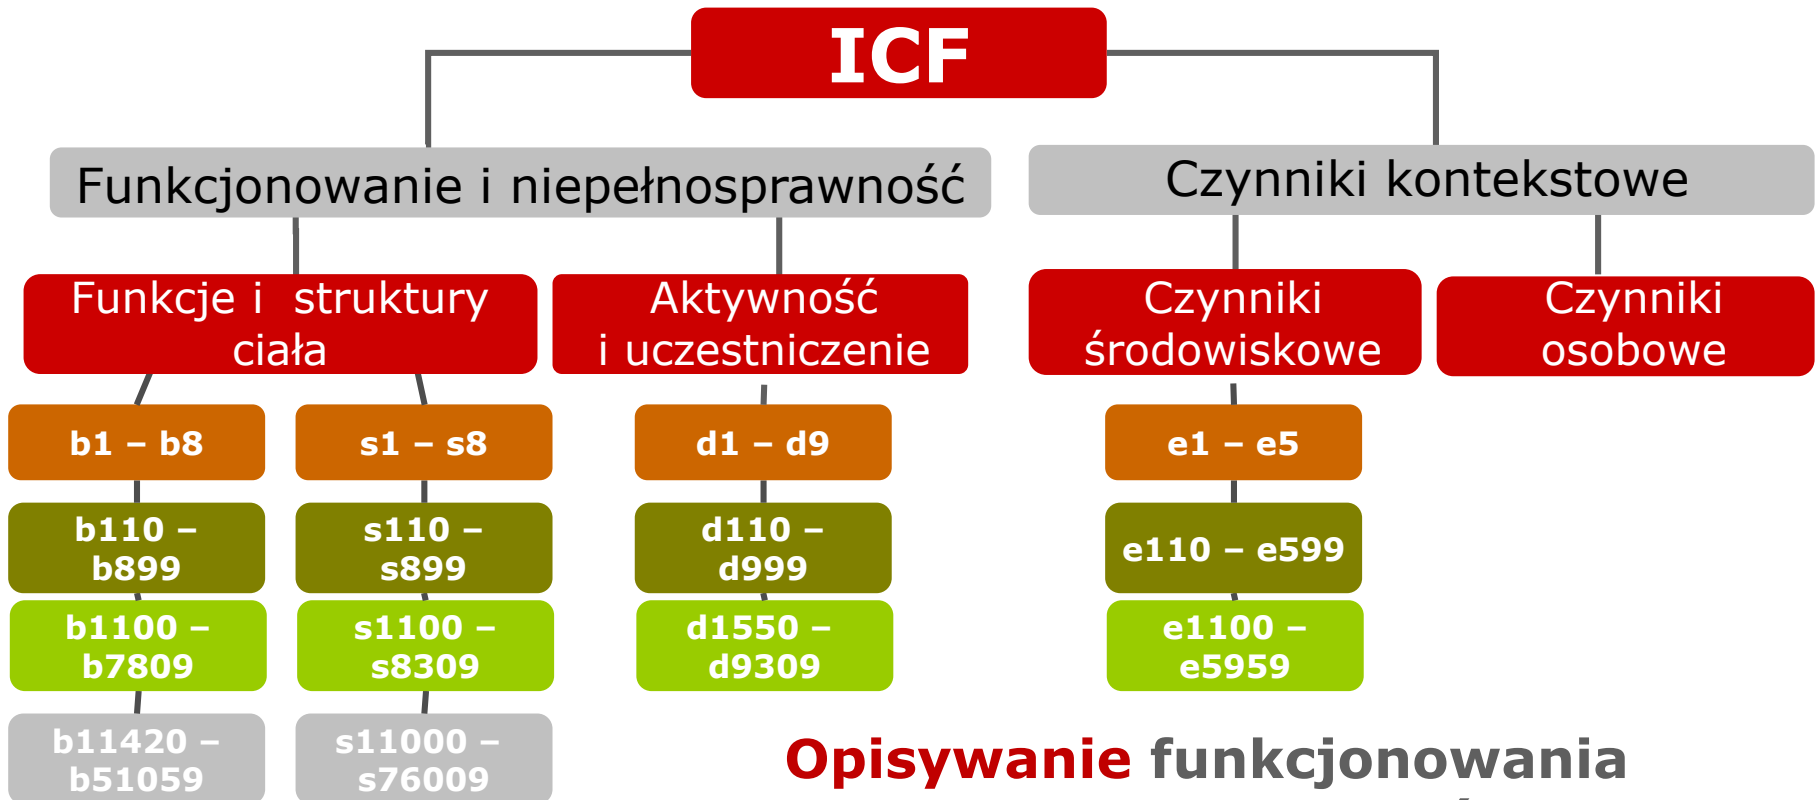 ICF
Funkcjonowanie i niepełnosprawność
Czynniki kontekstowe
Funkcje i struktury
ciała
Aktywność
i uczestniczenie
Czynniki
środowiskowe
Czynniki
osobowe
b1 – b8
s1 – s8
d1 – d9
e1 – e5
b110 –
b899
s110 –
s899
d110 –
d999
e110 – e599
b1100 –
b7809
s1100 –
s8309
d1550 –
d9309
e1100 –
e5959
b11420 –
b51059
s11000 –
s76009
Opisywanie funkcjonowania